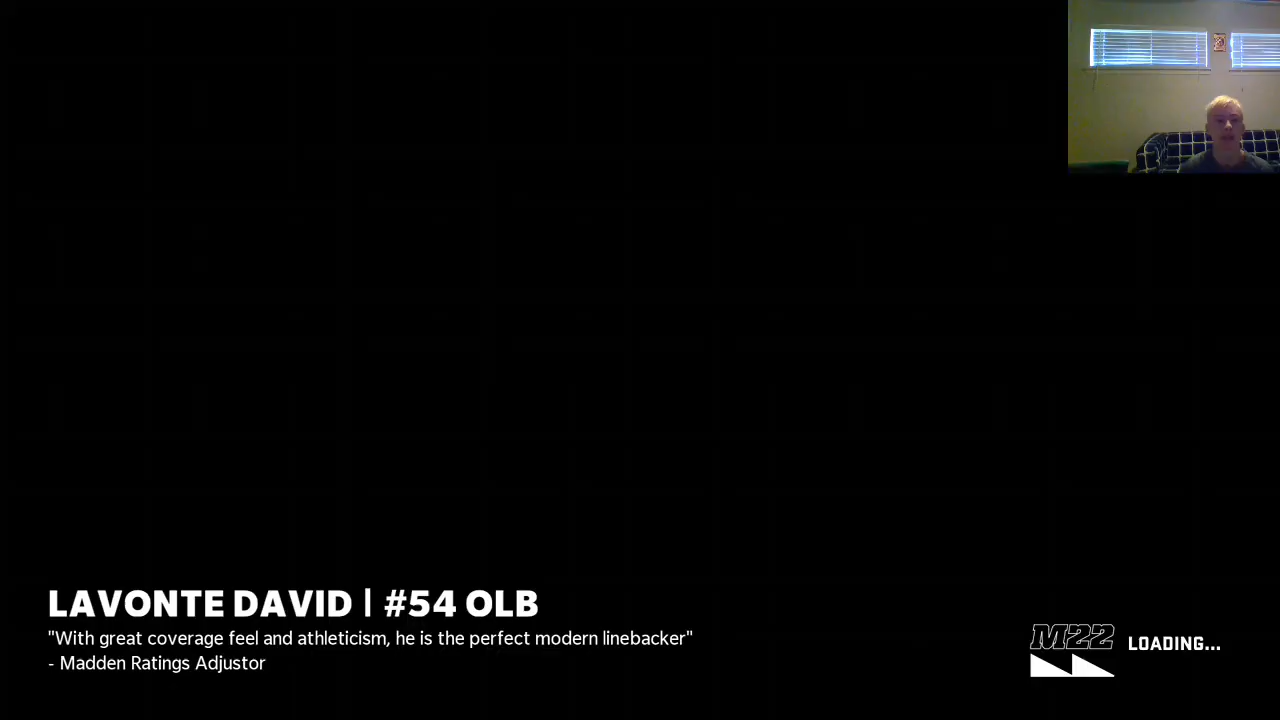 LAVONTE DAVID | #54 OLB
"With great coverage feel and athleticism, he is the perfect modern linebacker"
- Madden Ratings Adjustor
M22 LOADING...